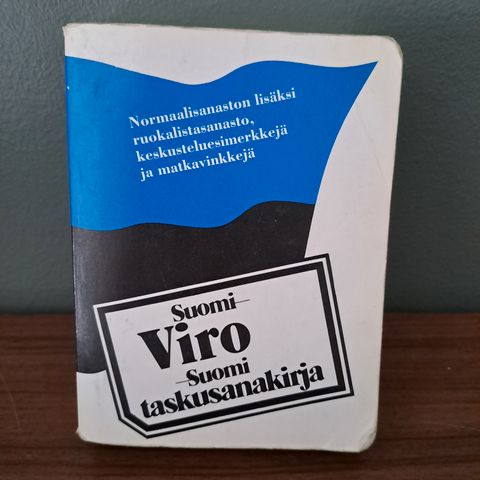 Normaalisanaston lisäksi
ruokalistasanasto,
keskusteluesimerkkejä
ja matkavinkkejä
Suomi–
Viro
–Suomi
taskusanakirja